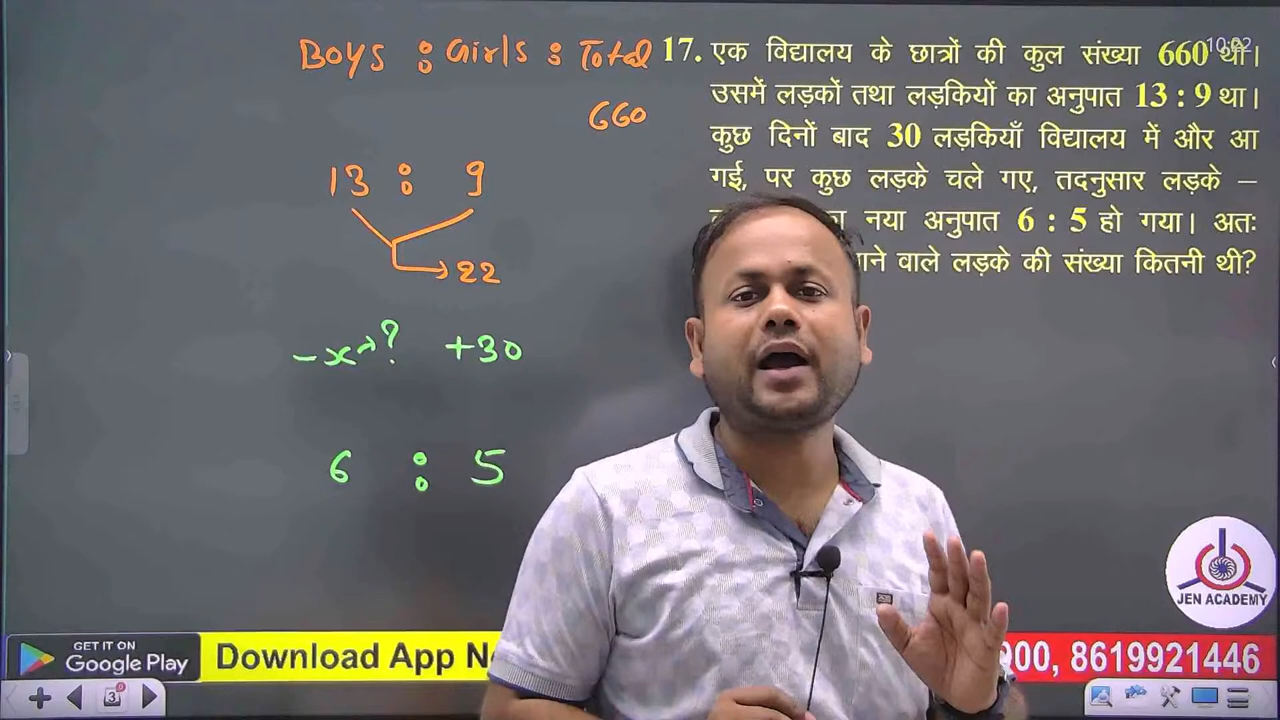 Boys : Girls : Total
660
13 : 9
22
-x→? +30
6 : 5
17. एक विद्यालय के छात्रों की कुल संख्या 660 थी।
10:02
उसमें लड़कों तथा लड़कियों का अनुपात 13 : 9 था।
कुछ दिनों बाद 30 लड़कियाँ विद्यालय में और आ
गई, पर कुछ लड़के चले गए, तदनुसार लड़के –
नया अनुपात 6 : 5 हो गया। अतः
वाले लड़के की संख्या कितनी थी?
JEN ACADEMY
GET IT ON
Google Play
Download App
8619921446
3